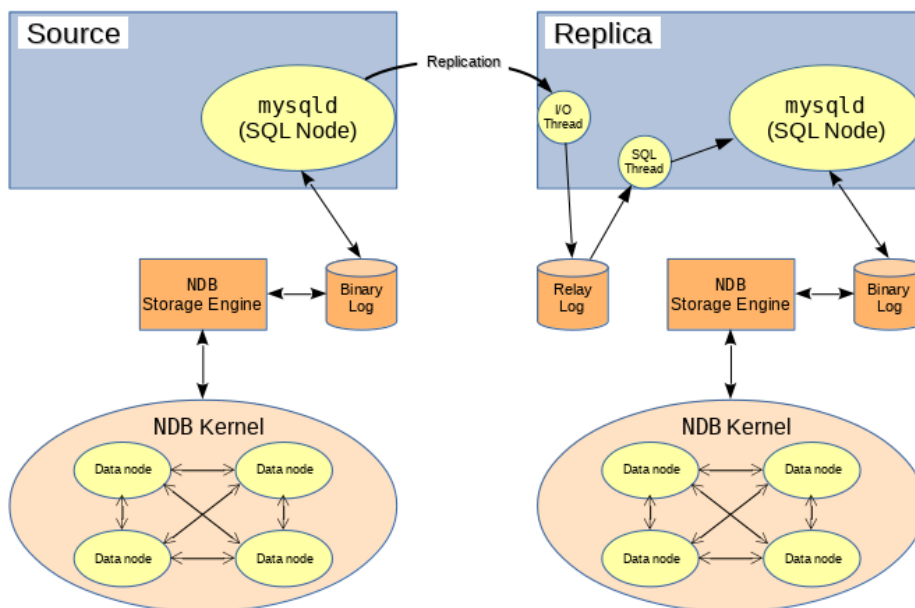 Source
Replica
Replication
mysqld
(SQL Node)
I/O
Thread
mysqld
(SQL Node)
SQL
Thread
NDB
Storage Engine
Binary
Log
Relay
Log
NDB
Storage Engine
Binary
Log
NDB Kernel
Data node
Data node
Data node
Data node
NDB Kernel
Data node
Data node
Data node
Data node